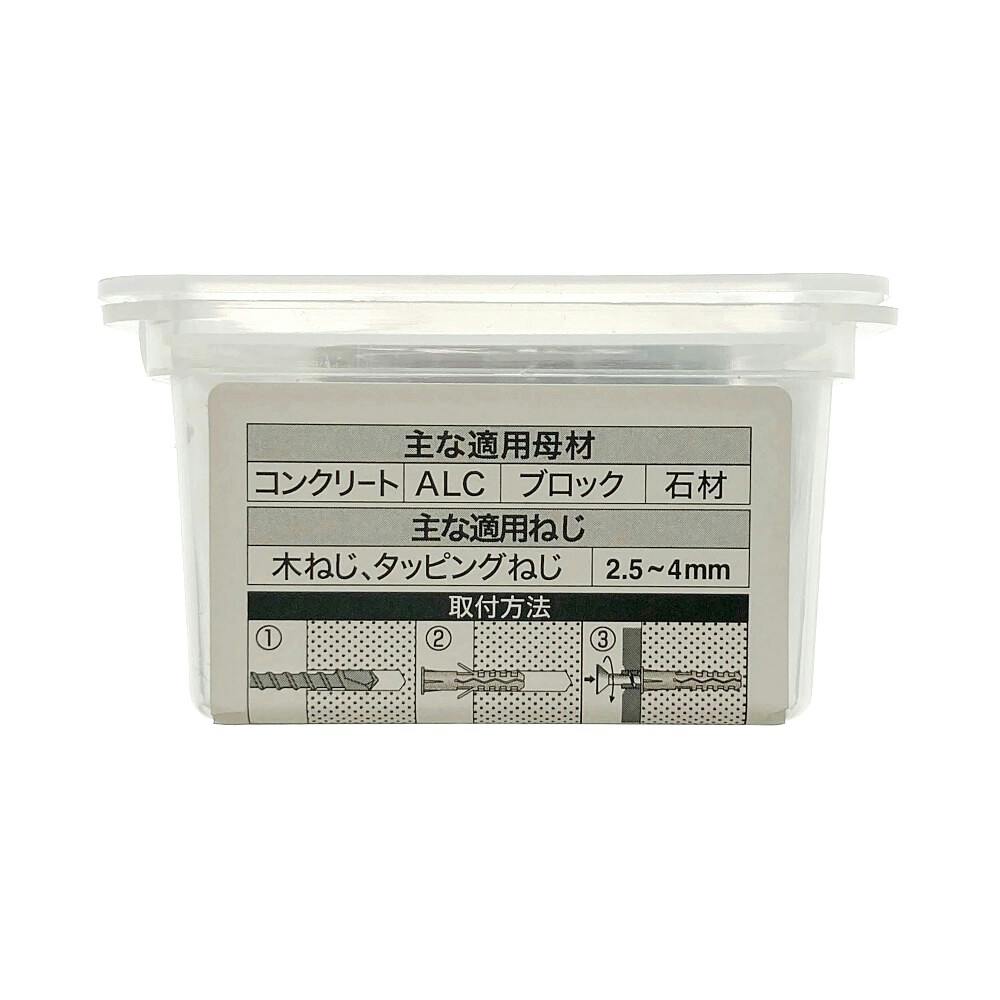 主な適用母材
コンクリート ALC ブロック 石材
主な適用ねじ
木ねじ、タッピングねじ 2.5~4mm
取付方法
① ② ③